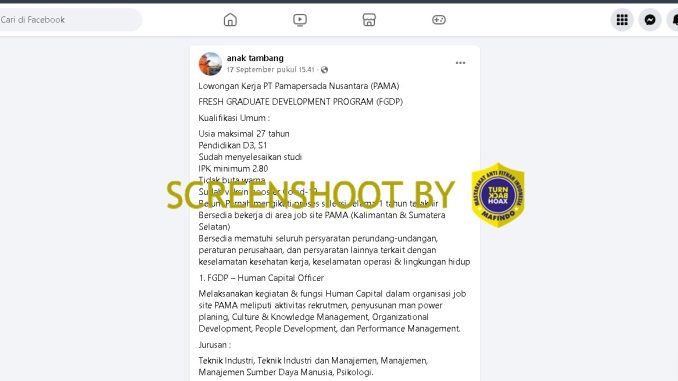 Cari di Facebook
anak tambang
17 September pukul 15.41 ·
Lowongan Kerja PT Pamapersada Nusantara (PAMA)
FRESH GRADUATE DEVELOPMENT PROGRAM (FGDP)
Kualifikasi Umum :
Usia maksimal 27 tahun
Pendidikan D3, S1
Sudah menyelesaikan studi
IPK minimum 2.80
Tidak buta warna
Sudah vaksin booster Covid-19
Belum Pernah mengikuti proses seleksi selama 1 tahun terakhir
Bersedia bekerja di area job site PAMA (Kalimantan & Sumatera
Selatan)
Bersedia mematuhi seluruh persyaratan perundang-undangan,
peraturan perusahaan, dan persyaratan lainnya terkait dengan
keselamatan kesehatan kerja, keselamatan operasi & lingkungan hidup
SCREENSHOOT BY
MASYARAKAT ANTI FITNAH INDONESIA
TURN
BACK
HOAX
MAFINDO
1. FGDP – Human Capital Officer
Melaksanakan kegiatan & fungsi Human Capital dalam organisasi job
site PAMA meliputi aktivitas rekrutmen, penyusunan man power
planing, Culture & Knowledge Management, Organizational
Development, People Development, dan Performance Management.
Jurusan :
Teknik Industri, Teknik Industri dan Manajemen, Manajemen,
Manajemen Sumber Daya Manusia, Psikologi.